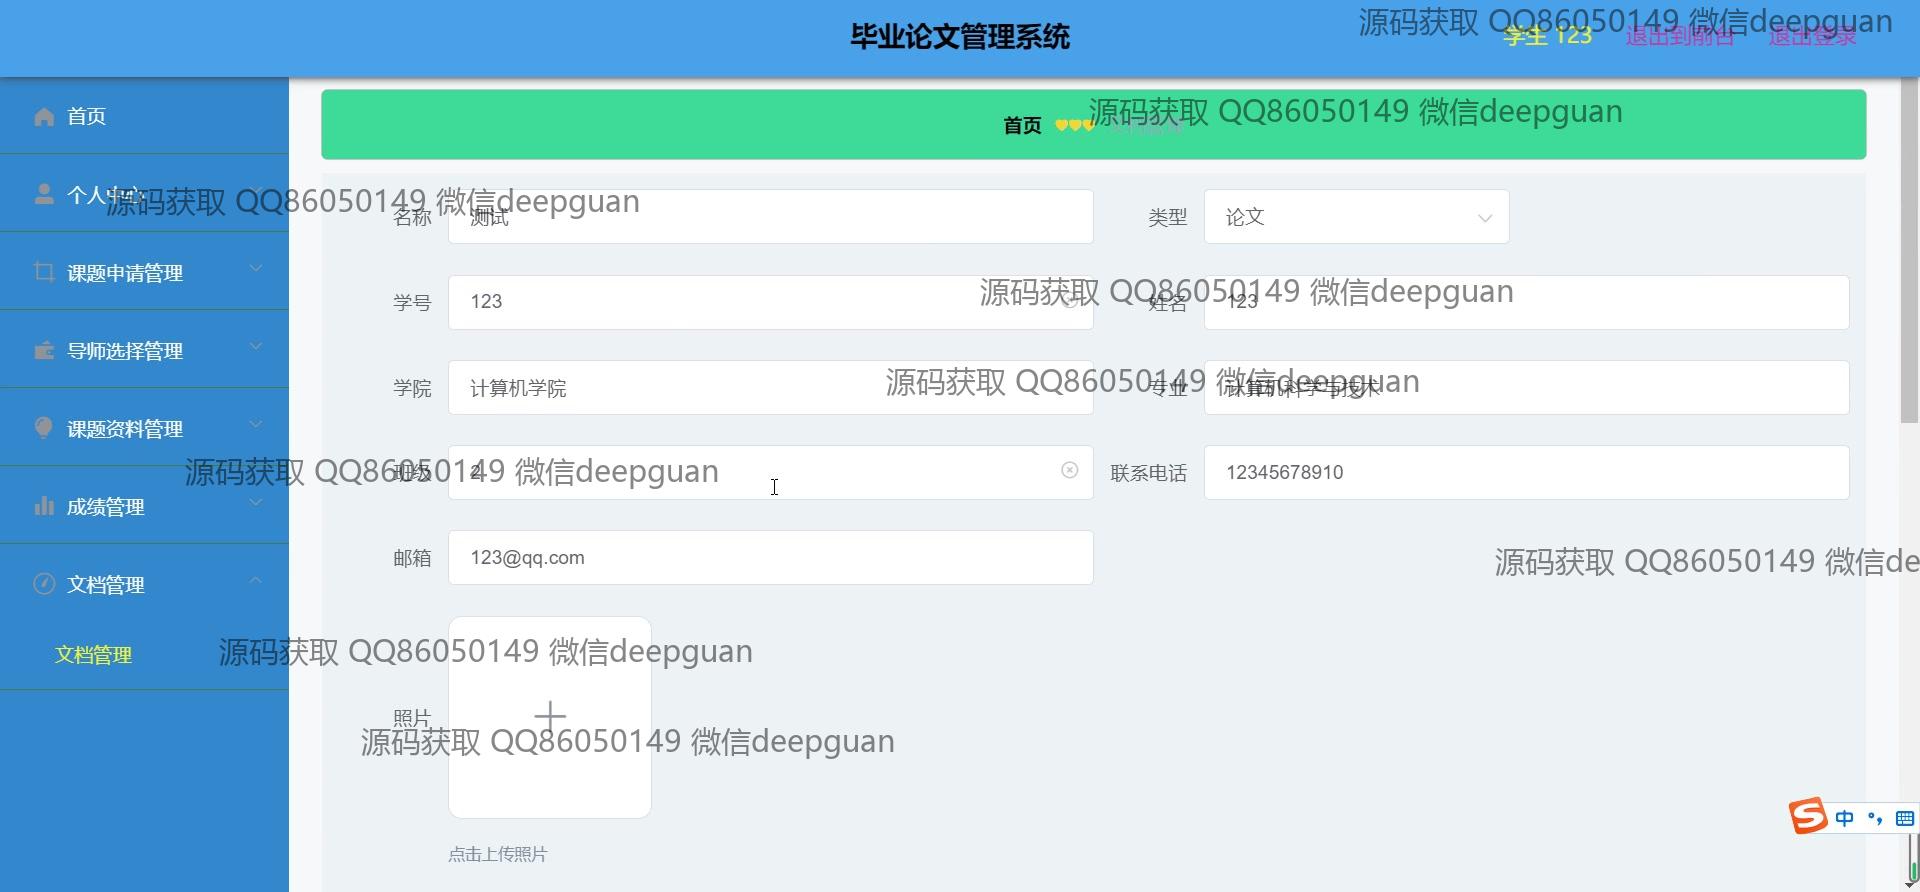 毕业论文管理系统
源码获取 QQ86050149 微信deepguan
学生 123
退出到前台
退出登录
首页
首页
源码获取 QQ86050149 微信deepguan
个人中心
源码获取 QQ86050149 微信deepguan
名称
测试
类型
论文
课题申请管理
学号
123
源码获取 QQ86050149 微信deepguan
姓名
123
导师选择管理
学院
计算机学院
源码获取 QQ86050149 微信deepguan
专业
计算机科学与技术
课题资料管理
源码获取 QQ86050149 微信deepguan
班级
2
联系电话
12345678910
成绩管理
邮箱
123@qq.com
源码获取 QQ86050149 微信de
文档管理
文档管理
源码获取 QQ86050149 微信deepguan
照片
源码获取 QQ86050149 微信deepguan
点击上传照片
中